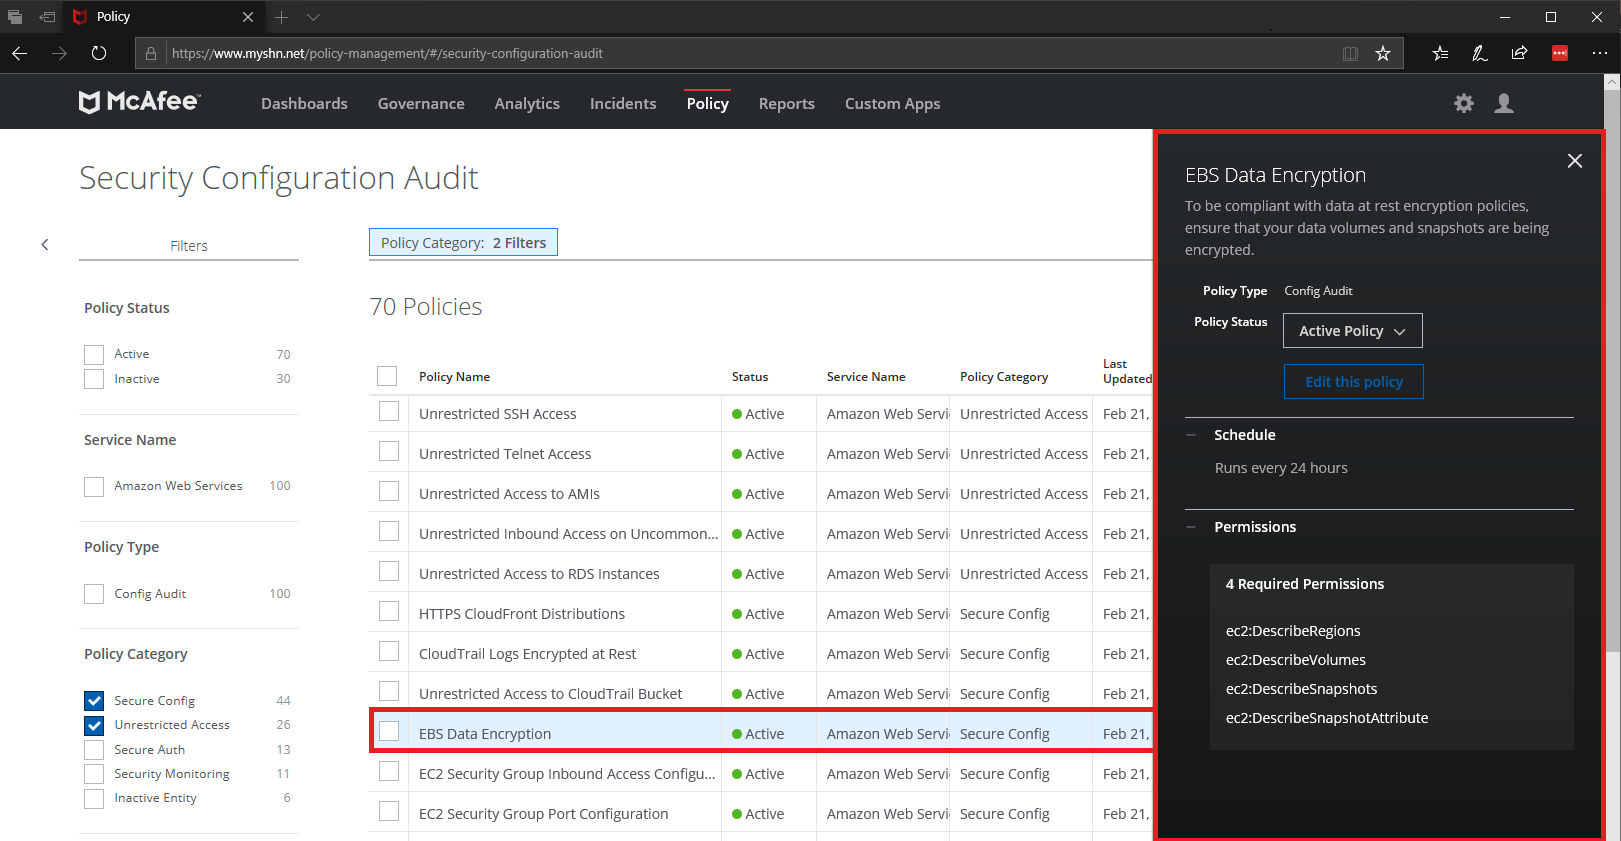 Policy
https://www.myshn.net/policy-management/#/security-configuration-audit
McAfee™
Dashboards Governance Analytics Incidents Policy Reports Custom Apps
Security Configuration Audit
Filters
Policy Status
Active 70
Inactive 30
Service Name
Amazon Web Services 100
Policy Type
Config Audit 100
Policy Category
Secure Config 44
Unrestricted Access 26
Secure Auth 13
Security Monitoring 11
Inactive Entity 6
Policy Category: 2 Filters
70 Policies
Policy Name Status Service Name Policy Category Last
Updated
Unrestricted SSH Access Active Amazon Web Servi Unrestricted Access Feb 21,
Unrestricted Telnet Access Active Amazon Web Servi Unrestricted Access Feb 21,
Unrestricted Access to AMIs Active Amazon Web Servi Unrestricted Access Feb 21,
Unrestricted Inbound Access on Uncommon... Active Amazon Web Servi Unrestricted Access Feb 21,
Unrestricted Access to RDS Instances Active Amazon Web Servi Unrestricted Access Feb 21,
HTTPS CloudFront Distributions Active Amazon Web Servi Secure Config Feb 21,
CloudTrail Logs Encrypted at Rest Active Amazon Web Servi Secure Config Feb 21,
Unrestricted Access to CloudTrail Bucket Active Amazon Web Servi Secure Config Feb 21,
EBS Data Encryption Active Amazon Web Servi Secure Config Feb 21,
EC2 Security Group Inbound Access Configu... Active Amazon Web Servi Secure Config Feb 21,
EC2 Security Group Port Configuration Active Amazon Web Servi Secure Config Feb 21,
EBS Data Encryption
To be compliant with data at rest encryption policies,
ensure that your data volumes and snapshots are being
encrypted.
Policy Type Config Audit
Policy Status Active Policy
Edit this policy
Schedule
Runs every 24 hours
Permissions
4 Required Permissions
ec2:DescribeRegions
ec2:DescribeVolumes
ec2:DescribeSnapshots
ec2:DescribeSnapshotAttribute